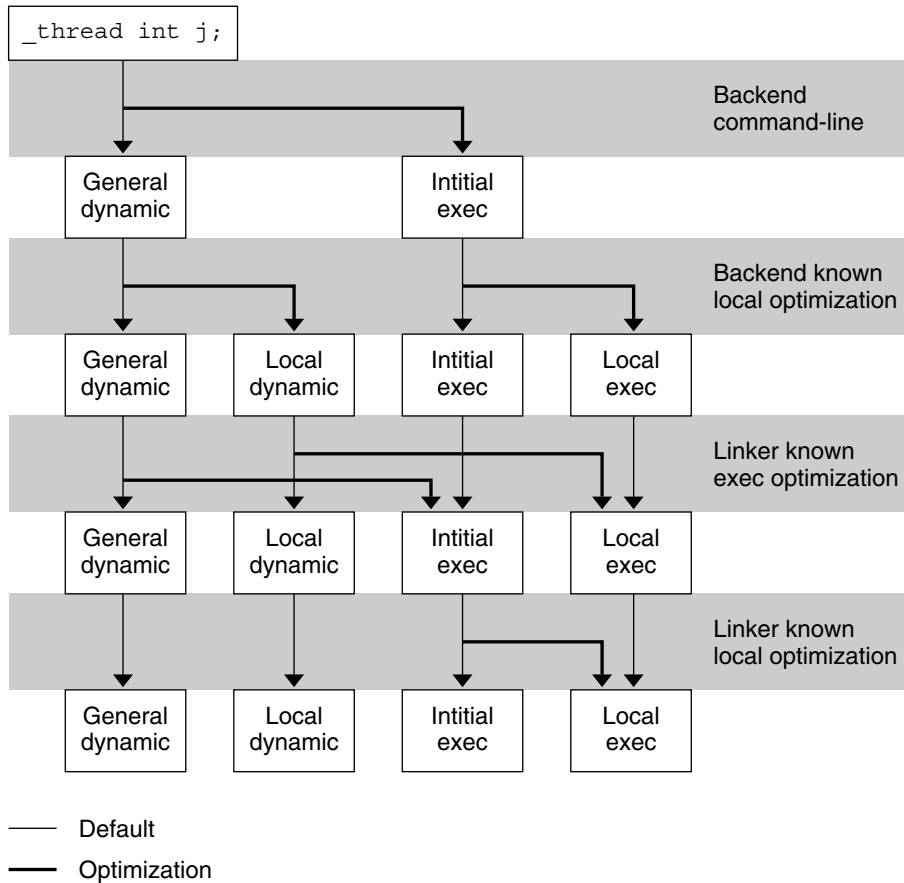 _thread int j;
Backend
command-line
General
dynamic
Intitial
exec
Backend known
local optimization
General
dynamic
Local
dynamic
Intitial
exec
Local
exec
Linker known
exec optimization
General
dynamic
Local
dynamic
Intitial
exec
Local
exec
Linker known
local optimization
General
dynamic
Local
dynamic
Intitial
exec
Local
exec
Default
Optimization